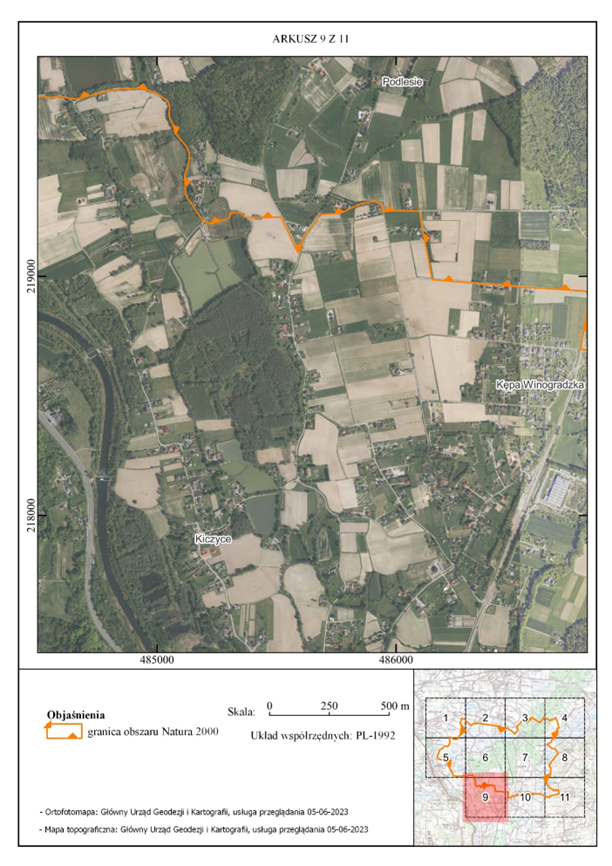 ARKUSZ 9 Z 11
Podlesie
219000
Kępa Winogradzka
218000
Kiczyce
485000
486000
Objaśnienia
granica obszaru Natura 2000
Skala:
0 250 500 m
Układ współrzędnych: PL-1992
1 2 3 4
5 6 7 8
9 10 11
- Ortofotomapa: Główny Urząd Geodezji i Kartografii, usługa przeglądania 05-06-2023
- Mapa topograficzna: Główny Urząd Geodezji i Kartografii, usługa przeglądania 05-06-2023